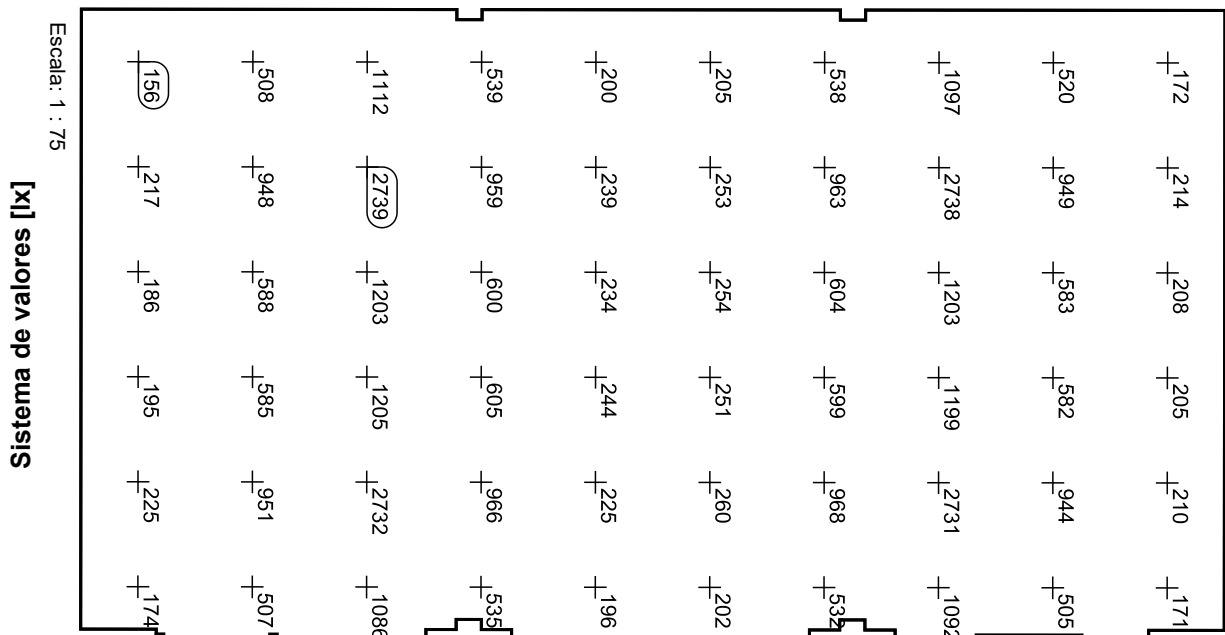 172 214 208 205 210 171
520 949 583 582 944 505
1097 2738 1203 1199 2731 1092
538 963 604 599 968 532
205 253 254 251 260 202
200 239 234 244 225 196
539 959 600 605 966 535
1112 2739 1203 1205 2732 1086
508 948 588 585 951 507
156 217 186 195 225 174
Escala: 1 : 75
Sistema de valores [lx]